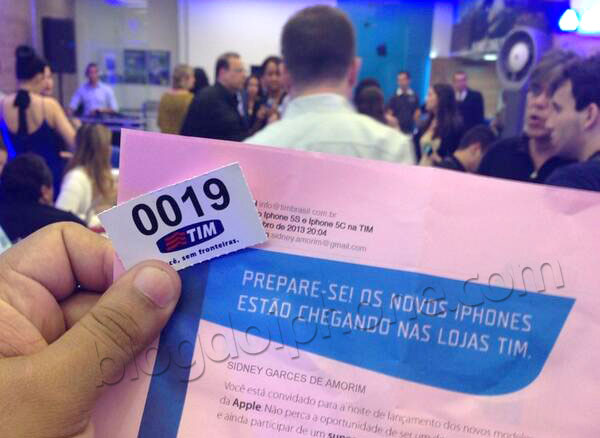 0019
TIM
cê, sem fronteiras.
info@timbrasil.com.br
Iphone 5S e Iphone 5C na TIM
bro de 2013 20:04
sidney.amorim@gmail.com
PREPARE-SE! OS NOVOS IPHONES
ESTÃO CHEGANDO NAS LOJAS TIM.
SIDNEY GARCES DE AMORIM
Você está convidado para a noite de lançamento dos novos
da Apple. Não perca a oportunidade de ser um
e ainda participar de um
blogdoiphone.com